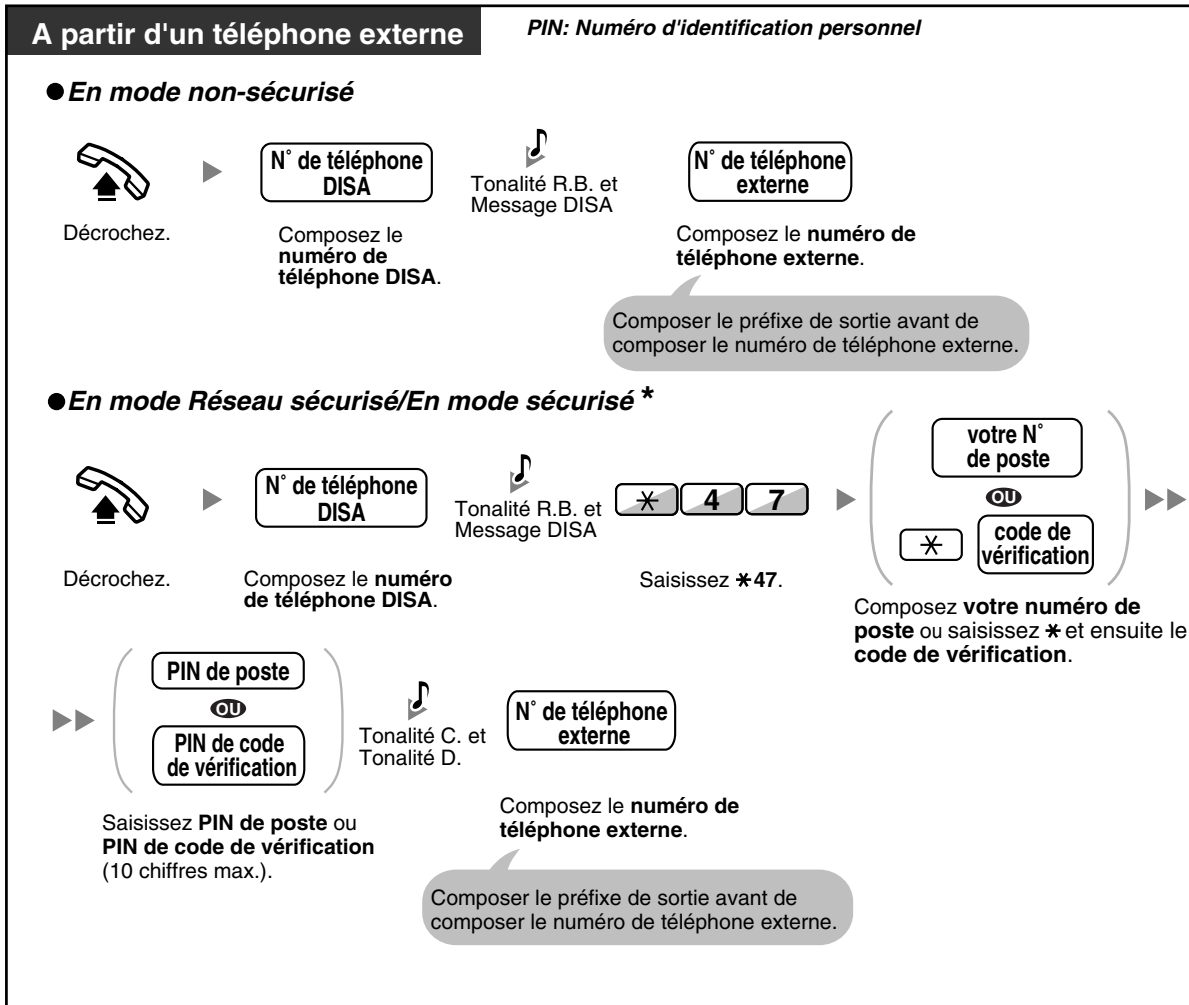 A partir d'un téléphone externe
PIN: Numéro d'identification personnel
●En mode non-sécurisé
N° de téléphone
DISA
N° de téléphone
externe
Tonalité R.B. et
Message DISA
Décrochez.
Composez le
numéro de
téléphone DISA.
Composez le numéro de
téléphone externe.
Composer le préfixe de sortie avant de
composer le numéro de téléphone externe.
●En mode Réseau sécurisé/En mode sécurisé *
N° de téléphone
DISA
Tonalité R.B. et
Message DISA
* 4 7
votre N°
de poste
OU
* code de
vérification
Décrochez.
Composez le numéro
de téléphone DISA.
Saisissez *47.
Composez votre numéro de
poste ou saisissez * et ensuite le
code de vérification.
PIN de poste
OU
PIN de code
de vérification
Tonalité C. et
Tonalité D.
N° de téléphone
externe
Saisissez PIN de poste ou
PIN de code de vérification
(10 chiffres max.).
Composez le numéro de
téléphone externe.
Composer le préfixe de sortie avant de
composer le numéro de téléphone externe.